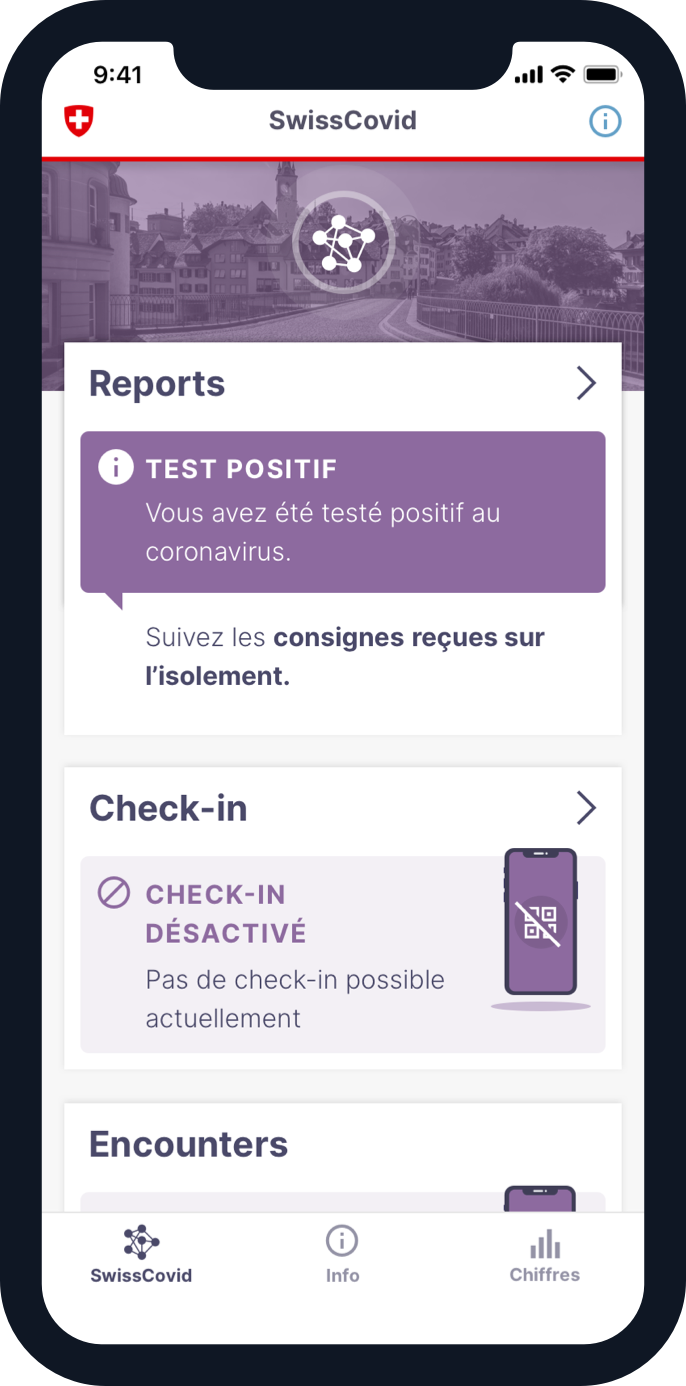 9:41
SwissCovid
Reports
TEST POSITIF
Vous avez été testé positif au
coronavirus.
Suivez les consignes reçues sur
l’isolement.
Check-in
CHECK-IN
DÉSACTIVÉ
Pas de check-in possible
actuellement
Encounters
SwissCovid
Info
Chiffres